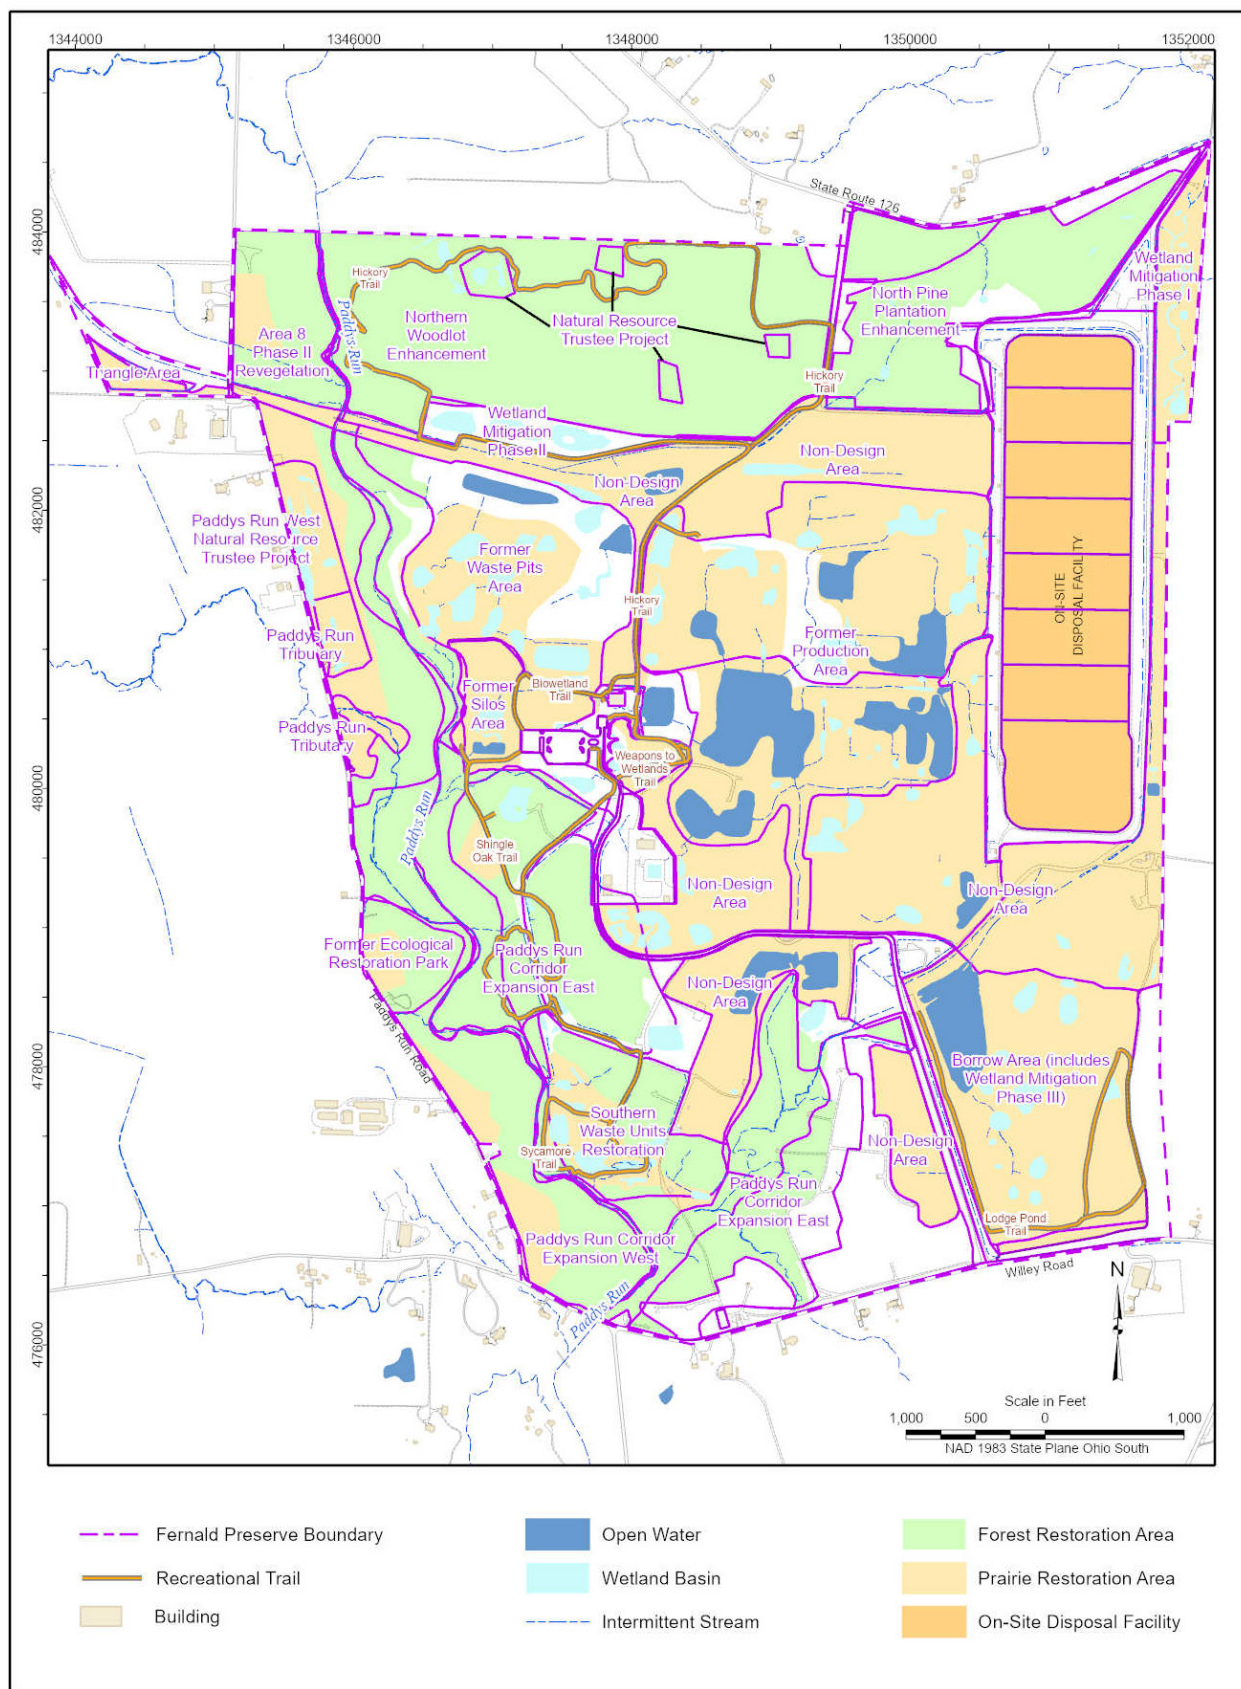 1344000
1346000
1348000
1350000
1352000
484000
482000
480000
478000
476000
State Route 126
Wetland
Mitigation
Phase I
Hickory
Trail
Paddys Run
Northern
Woodlot
Enhancement
Natural Resource
Trustee Project
North Pine
Plantation
Enhancement
Area 8
Phase II
Revegetation
Triangle Area
Hickory
Trail
Wetland
Mitigation
Phase II
Non-Design
Area
Non-Design
Area
Paddys Run West
Natural Resource
Trustee Project
Former
Waste Pits
Area
ON-SITE
DISPOSAL FACILITY
Hickory
Trail
Former
Production
Area
Paddys Run
Tributary
Former
Silos
Area
Biowetland
Trail
Paddys Run
Tributary
Weapons to
Wetlands
Trail
Paddys Run
Shingle
Oak Trail
Non-Design
Area
Non-Design
Area
Former Ecological
Restoration Park
Paddys Run
Corridor
Expansion East
Non-Design
Area
Paddys Run Road
Borrow Area (includes
Wetland Mitigation
Phase III)
Southern
Waste Units
Restoration
Non-Design
Area
Sycamore
Trail
Paddys Run
Corridor
Expansion East
Lodge Pond
Trail
Paddys Run Corridor
Expansion West
Willey Road
Paddys Run
N
Scale in Feet
1,000 500 0 1,000
NAD 1983 State Plane Ohio South
Fernald Preserve Boundary
Recreational Trail
Building
Open Water
Wetland Basin
Intermittent Stream
Forest Restoration Area
Prairie Restoration Area
On-Site Disposal Facility